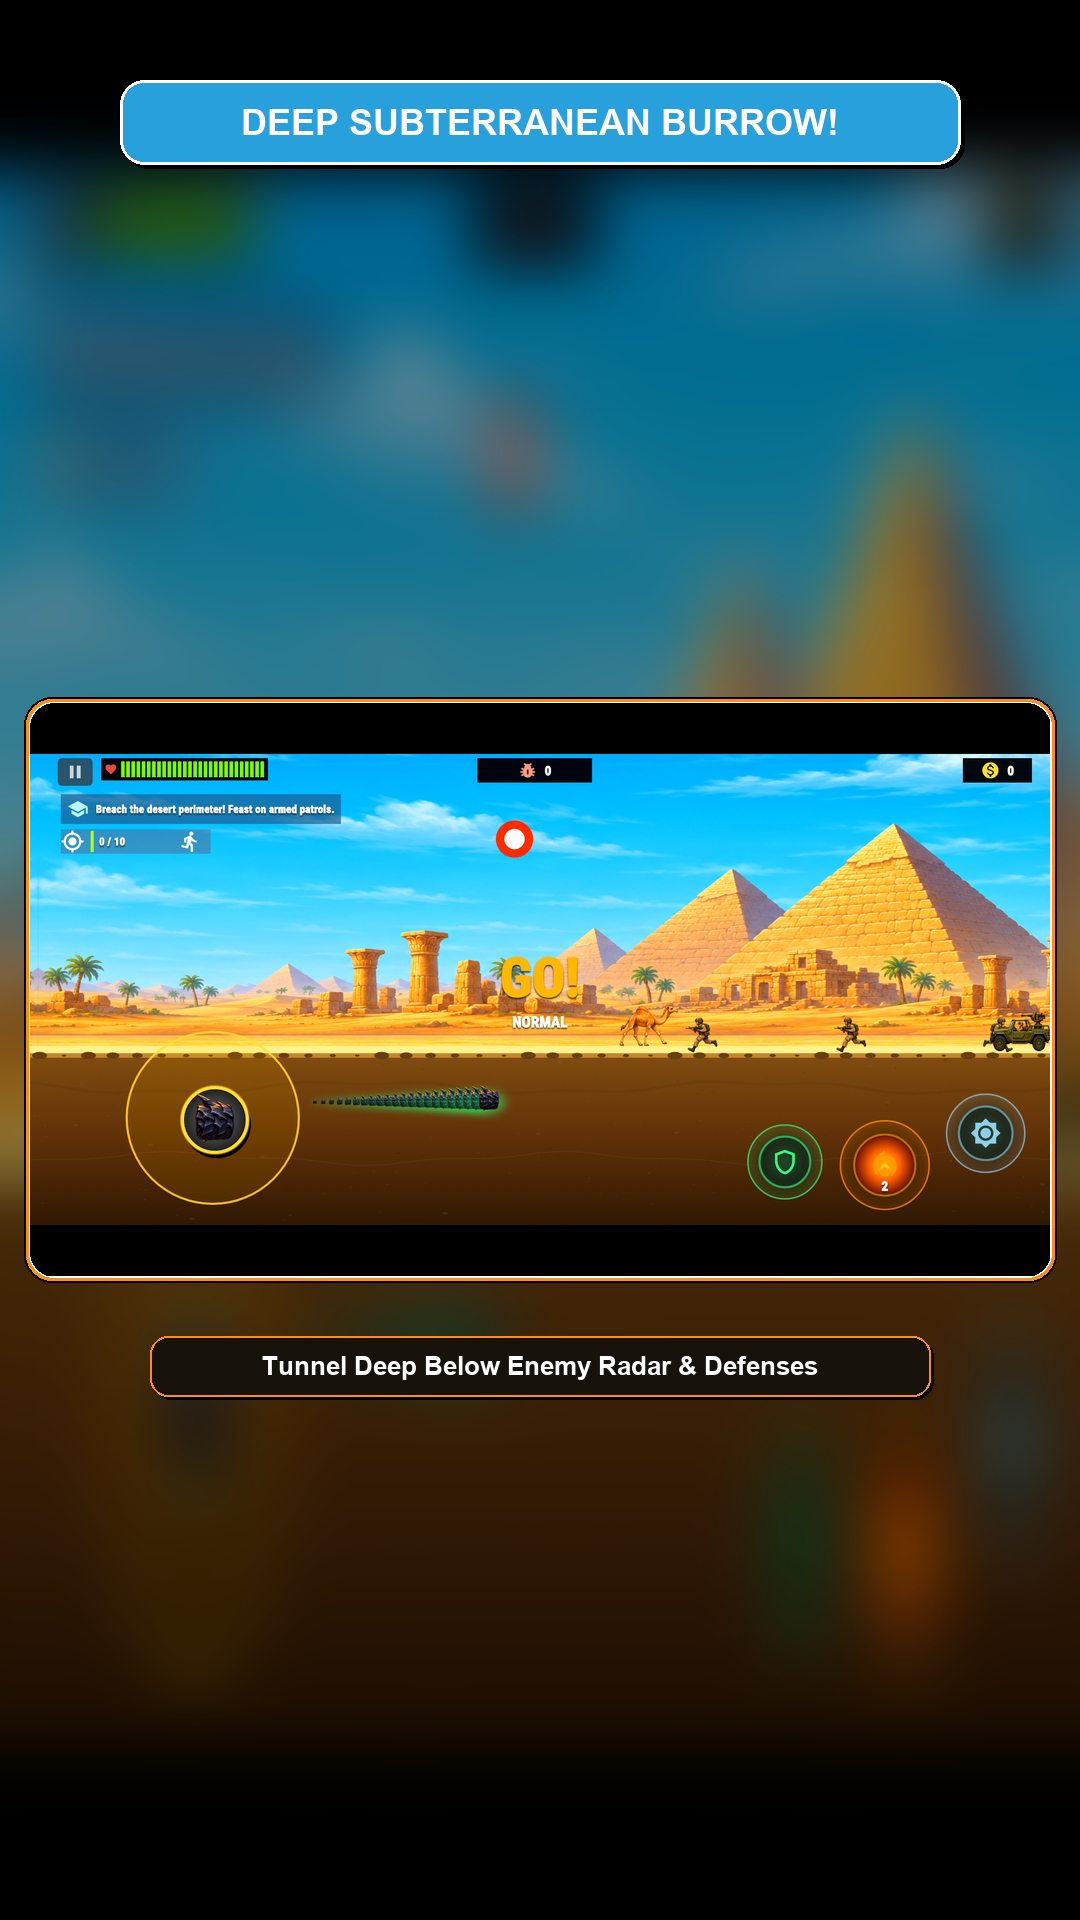 DEEP SUBTERRANEAN BURROW!
0
$ 0
Breach the desert perimeter! Feast on armed patrols.
0 / 10
GO!
NORMAL
2
Tunnel Deep Below Enemy Radar & Defenses